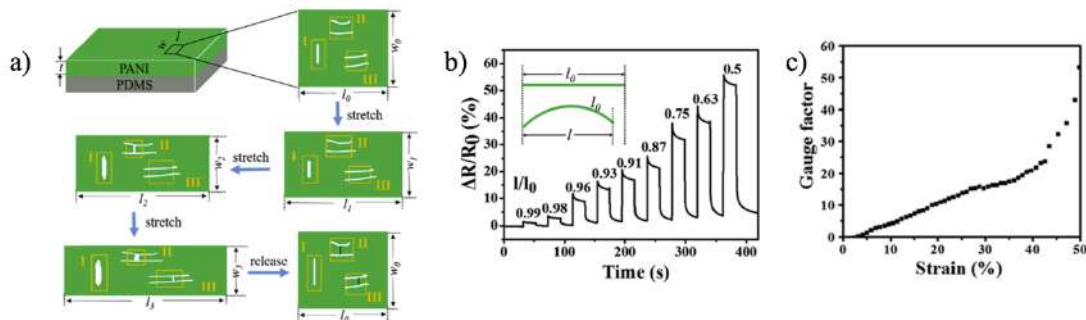 a)
l
w
t
PANI
PDMS
I
II
III
w₀
l₀
stretch
I
II
III
w₂
l₂
stretch
I
II
III
w₁
l₁
stretch
I
II
III
w₃
l₃
release
I
II
III
w₀
l₀
b)
ΔR/R₀ (%)
60
50
40
30
20
10
0
l₀
l₀
l
l/l₀
0.99
0.98
0.96
0.93
0.91
0.87
0.75
0.63
0.5
0 100 200 300 400
Time (s)
c)
Gauge factor
60
50
40
30
20
10
0
0 10 20 30 40 50
Strain (%)